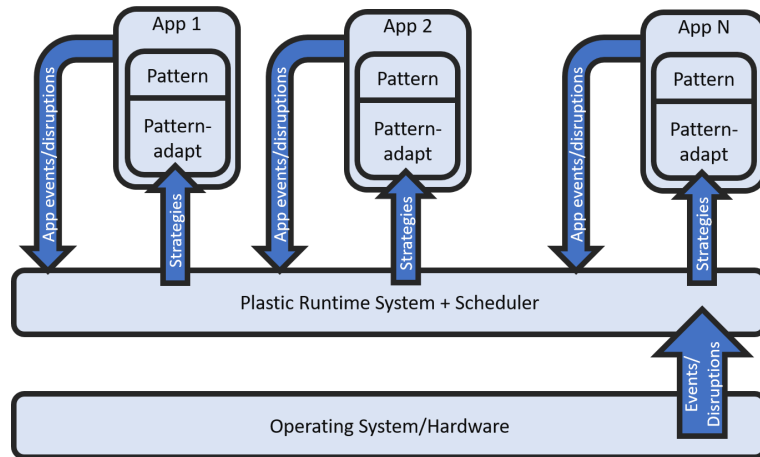 App 1
Pattern
Pattern-
adapt
App events/disruptions
Strategies
App 2
Pattern
Pattern-
adapt
App events/disruptions
Strategies
App N
Pattern
Pattern-
adapt
App events/disruptions
Strategies
Plastic Runtime System + Scheduler
Events/
Disruptions
Operating System/Hardware